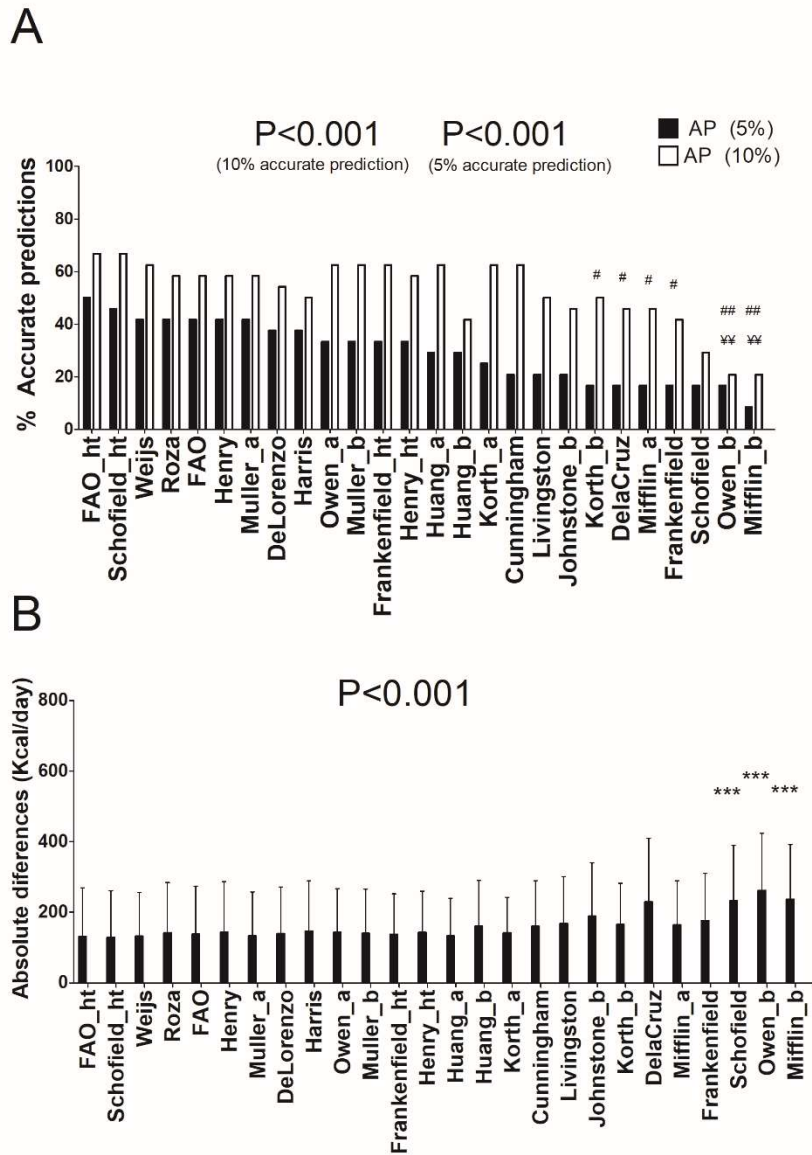 A
P<0.001 P<0.001
(10% accurate prediction) (5% accurate prediction)
AP (5%)
AP (10%)
% Accurate predictions
100
80
60
40
20
0
# # # # ## ##
¥¥ ¥¥
FAO_ht
Schofield_ht
Weijs
Roza
FAO
Henry
Muller_a
DeLorenzo
Harris
Owen_a
Muller_b
Frankenfield_ht
Henry_ht
Huang_a
Huang_b
Korth_a
Cunningham
Livingston
Johnstone_b
Korth_b
DelaCruz
Mifflin_a
Frankenfield
Schofield
Owen_b
Mifflin_b
B
P<0.001
Absolute diferences (Kcal/day)
800
600
400
200
0
*** *** ***
FAO_ht
Schofield_ht
Weijs
Roza
FAO
Henry
Muller_a
DeLorenzo
Harris
Owen_a
Muller_b
Frankenfield_ht
Henry_ht
Huang_a
Huang_b
Korth_a
Cunningham
Livingston
Johnstone_b
Korth_b
DelaCruz
Mifflin_a
Frankenfield
Schofield
Owen_b
Mifflin_b